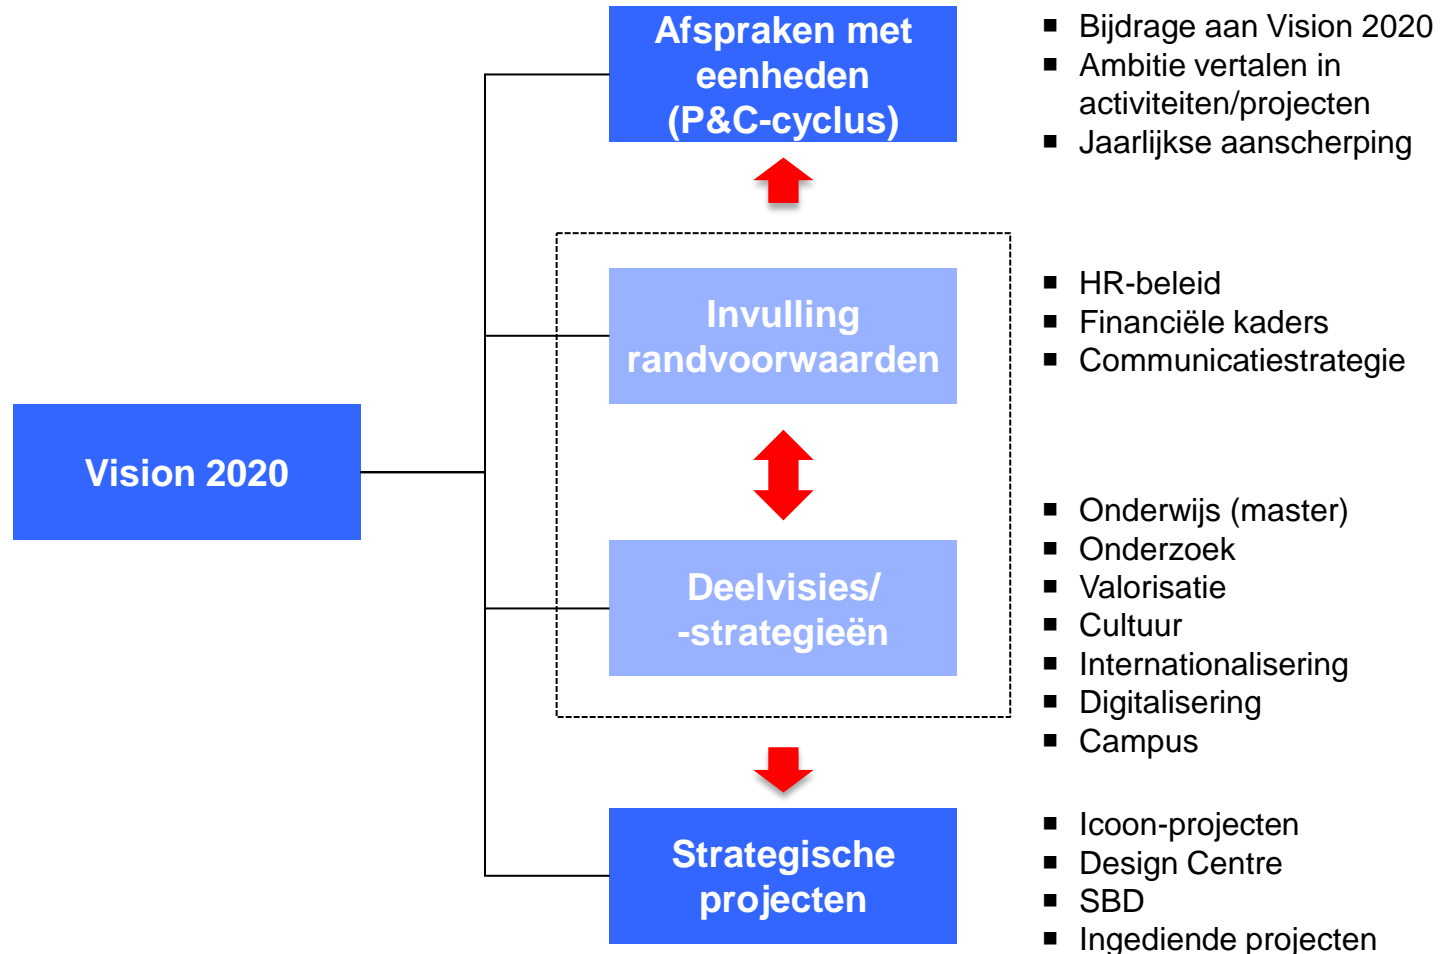 Afspraken met
eenheden
(P&C-cyclus)
■ Bijdrage aan Vision 2020
■ Ambitie vertalen in
activiteiten/projecten
■ Jaarlijkse aanscherping
Invulling
randvoorwaarden
■ HR-beleid
■ Financiële kaders
■ Communicatiestrategie
Vision 2020
Deelvisies/
-strategieën
■ Onderwijs (master)
■ Onderzoek
■ Valorisatie
■ Cultuur
■ Internationalisering
■ Digitalisering
■ Campus
Strategische
projecten
■ Icoon-projecten
■ Design Centre
■ SBD
■ Ingediende projecten